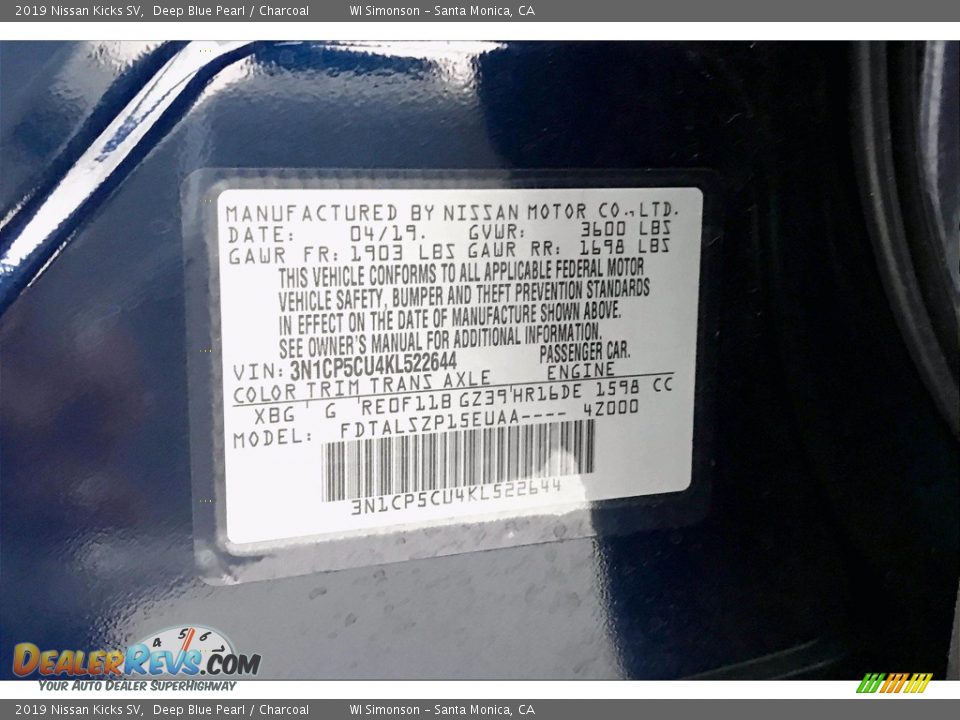 2019 Nissan Kicks SV, Deep Blue Pearl / Charcoal WI Simonson - Santa Monica, CA
MANUFACTURED BY NISSAN MOTOR CO., LTD.
DATE: 04/19. GVWR: 3600 LBS
GAWR FR: 1903 LBS GAWR RR: 1698 LBS
THIS VEHICLE CONFORMS TO ALL APPLICABLE FEDERAL MOTOR
VEHICLE SAFETY, BUMPER AND THEFT PREVENTION STANDARDS
IN EFFECT ON THE DATE OF MANUFACTURE SHOWN ABOVE.
SEE OWNER'S MANUAL FOR ADDITIONAL INFORMATION.
VIN: 3N1CP5CU4KL522644 PASSENGER CAR.
COLOR TRIM TRANS AXLE ENGINE
XBG ' G 'RE0F11B GZ39'HR16DE 1598 CC
MODEL: FDTALSZP15EUAA---- 4Z000
3N1CP5CU4KL522644
4 5 6
DEALERREVS.COM
YOUR AUTO DEALER SUPERHIGHWAY
2019 Nissan Kicks SV, Deep Blue Pearl / Charcoal WI Simonson - Santa Monica, CA